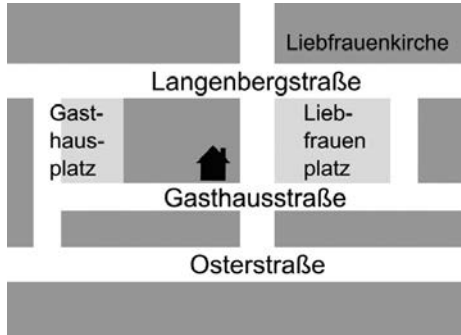 Liebfrauenkirche
Langenbergstraße
Gast-
haus-
platz
Lieb-
frauen
platz
Gasthausstraße
Osterstraße